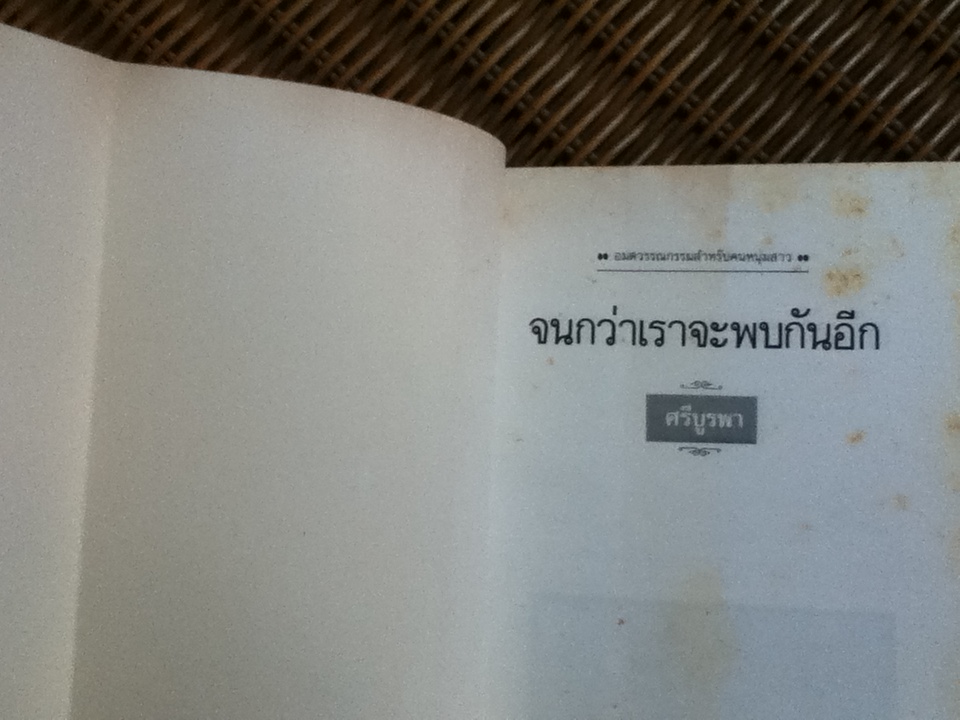 •• อมตวรรณกรรมสำหรับคนหนุ่มสาว ••
จนกว่าเราจะพบกันอีก
ศรีบูรพา